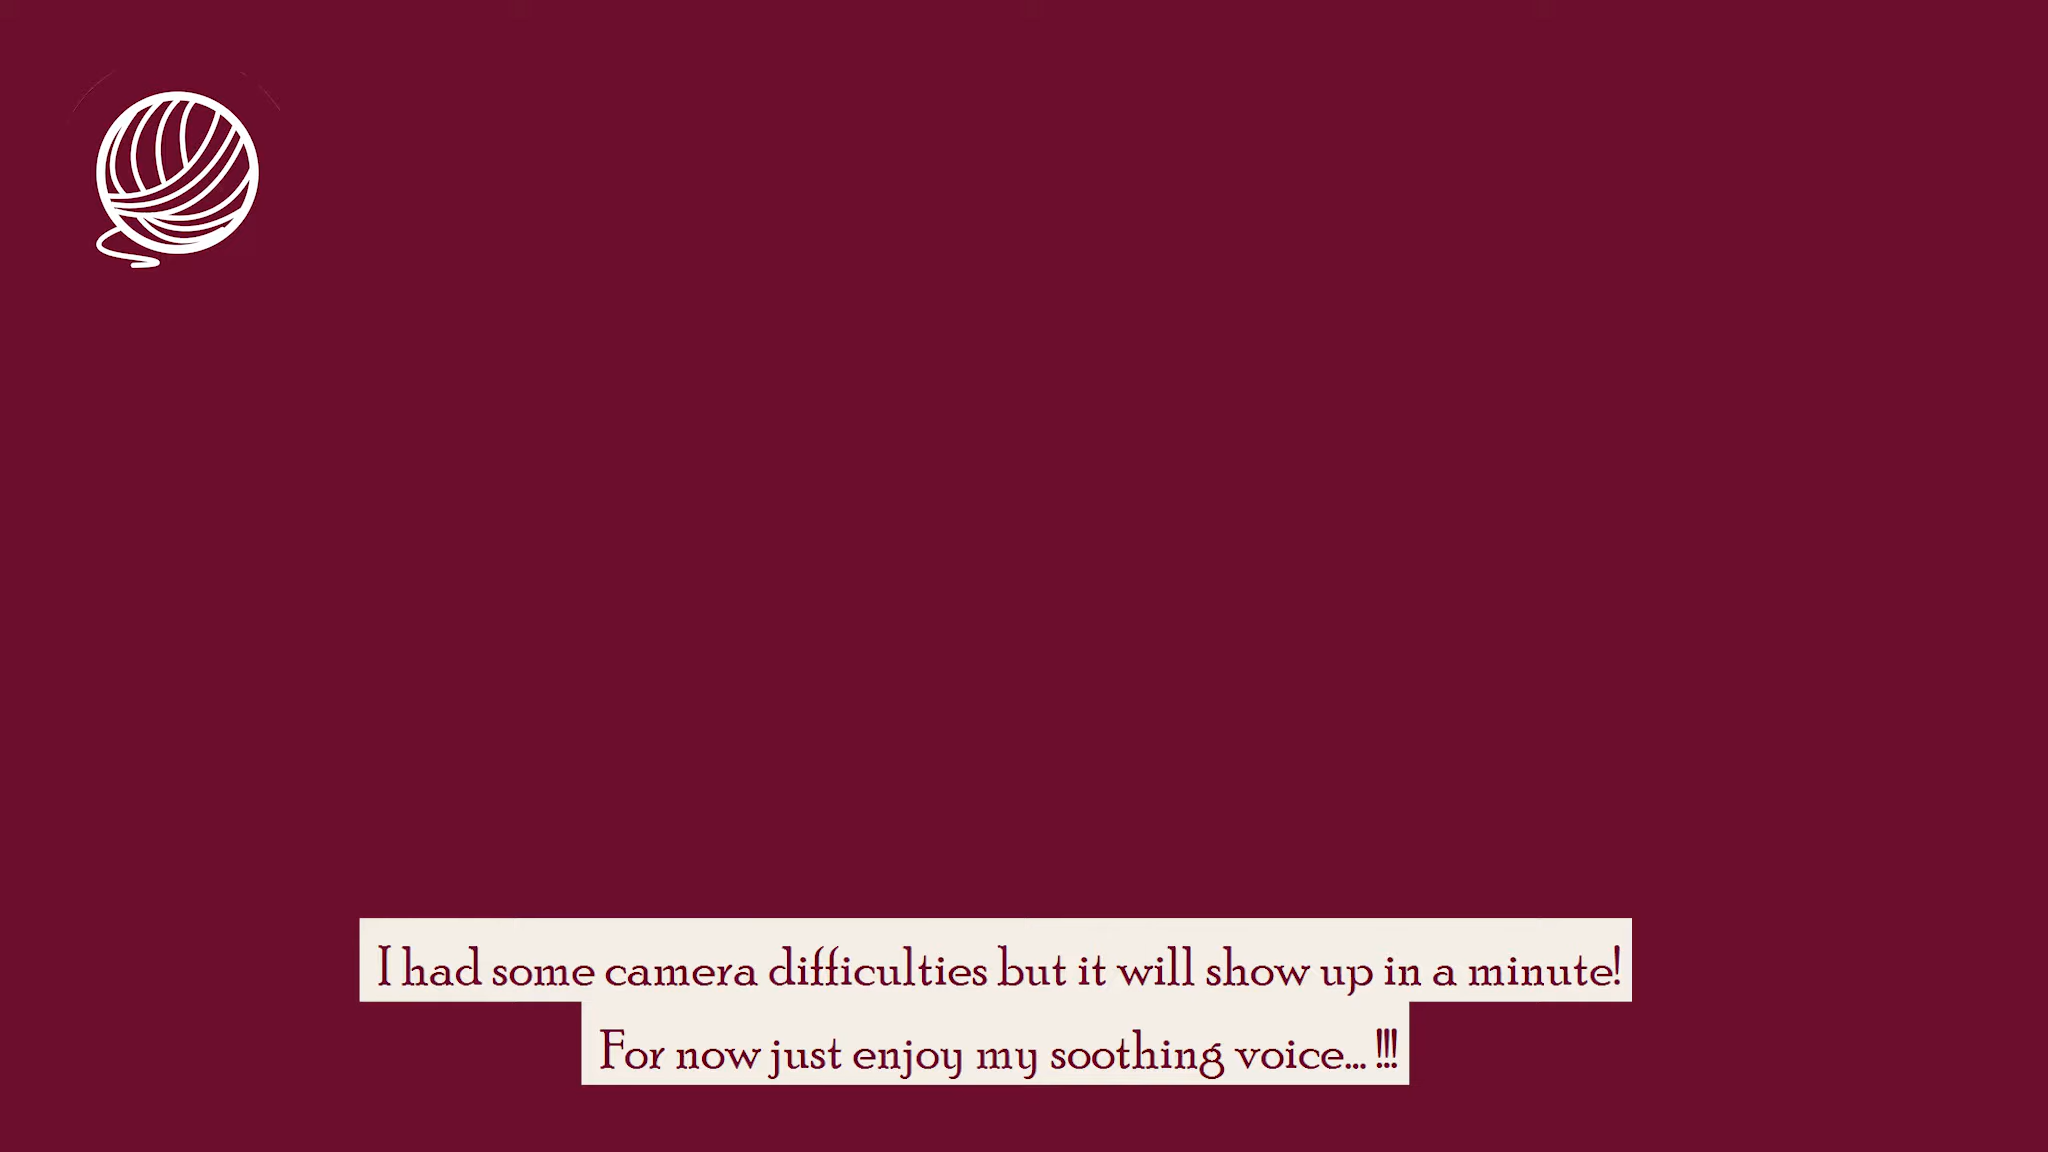 I had some camera difficulties but it will show up in a minute!
For now just enjoy my soothing voice... !!!